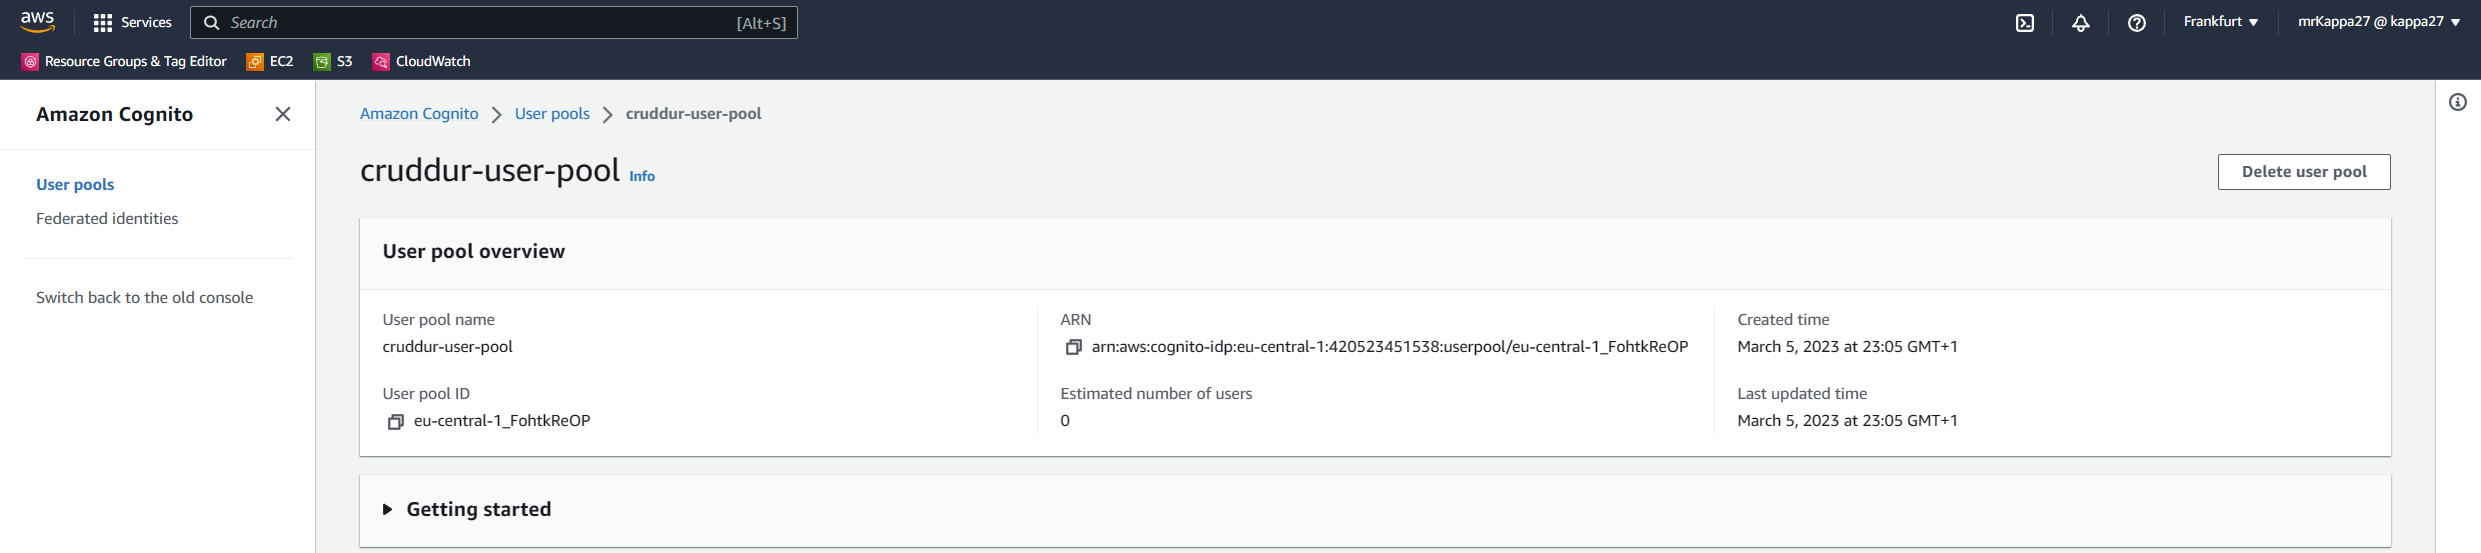 aws Services Search [Alt+S] Frankfurt mrKappa27 @ kappa27
Resource Groups & Tag Editor EC2 S3 CloudWatch
Amazon Cognito
User pools
Federated identities
Switch back to the old console
Amazon Cognito > User pools > cruddur-user-pool
cruddur-user-pool Info
Delete user pool
User pool overview
User pool name
cruddur-user-pool
User pool ID
eu-central-1_FohtkReOP
ARN
arn:aws:cognito-idp:eu-central-1:420523451538:userpool/eu-central-1_FohtkReOP
Estimated number of users
0
Created time
March 5, 2023 at 23:05 GMT+1
Last updated time
March 5, 2023 at 23:05 GMT+1
Getting started